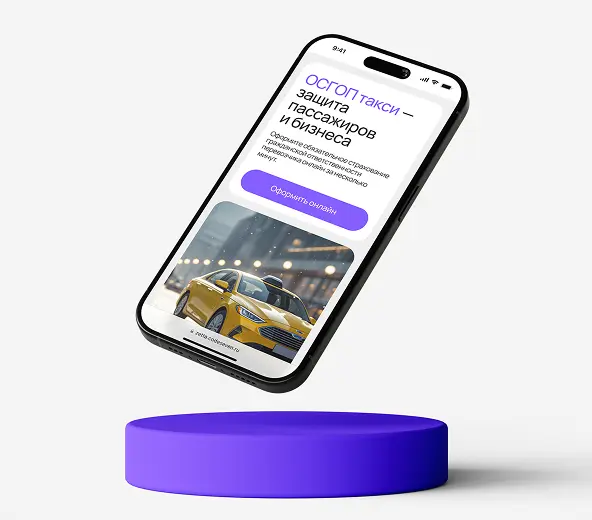 9:41
ОСГОП такси —
защита
пассажиров
и бизнеса
Оформите обязательное страхование
гражданской ответственности
перевозчика онлайн за несколько
минут.
Оформить онлайн
zetta.codeseven.ru